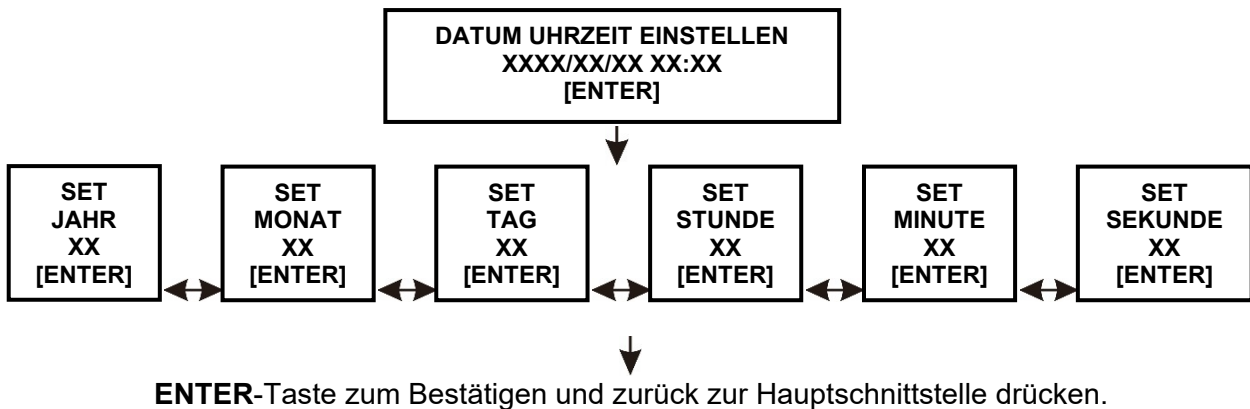 DATUM UHRZEIT EINSTELLEN
XXXX/XX/XX XX:XX
[ENTER]
SET
JAHR
XX
[ENTER]
SET
MONAT
XX
[ENTER]
SET
TAG
XX
[ENTER]
SET
STUNDE
XX
[ENTER]
SET
MINUTE
XX
[ENTER]
SET
SEKUNDE
XX
[ENTER]
ENTER-Taste zum Bestätigen und zurück zur Hauptschnittstelle drücken.